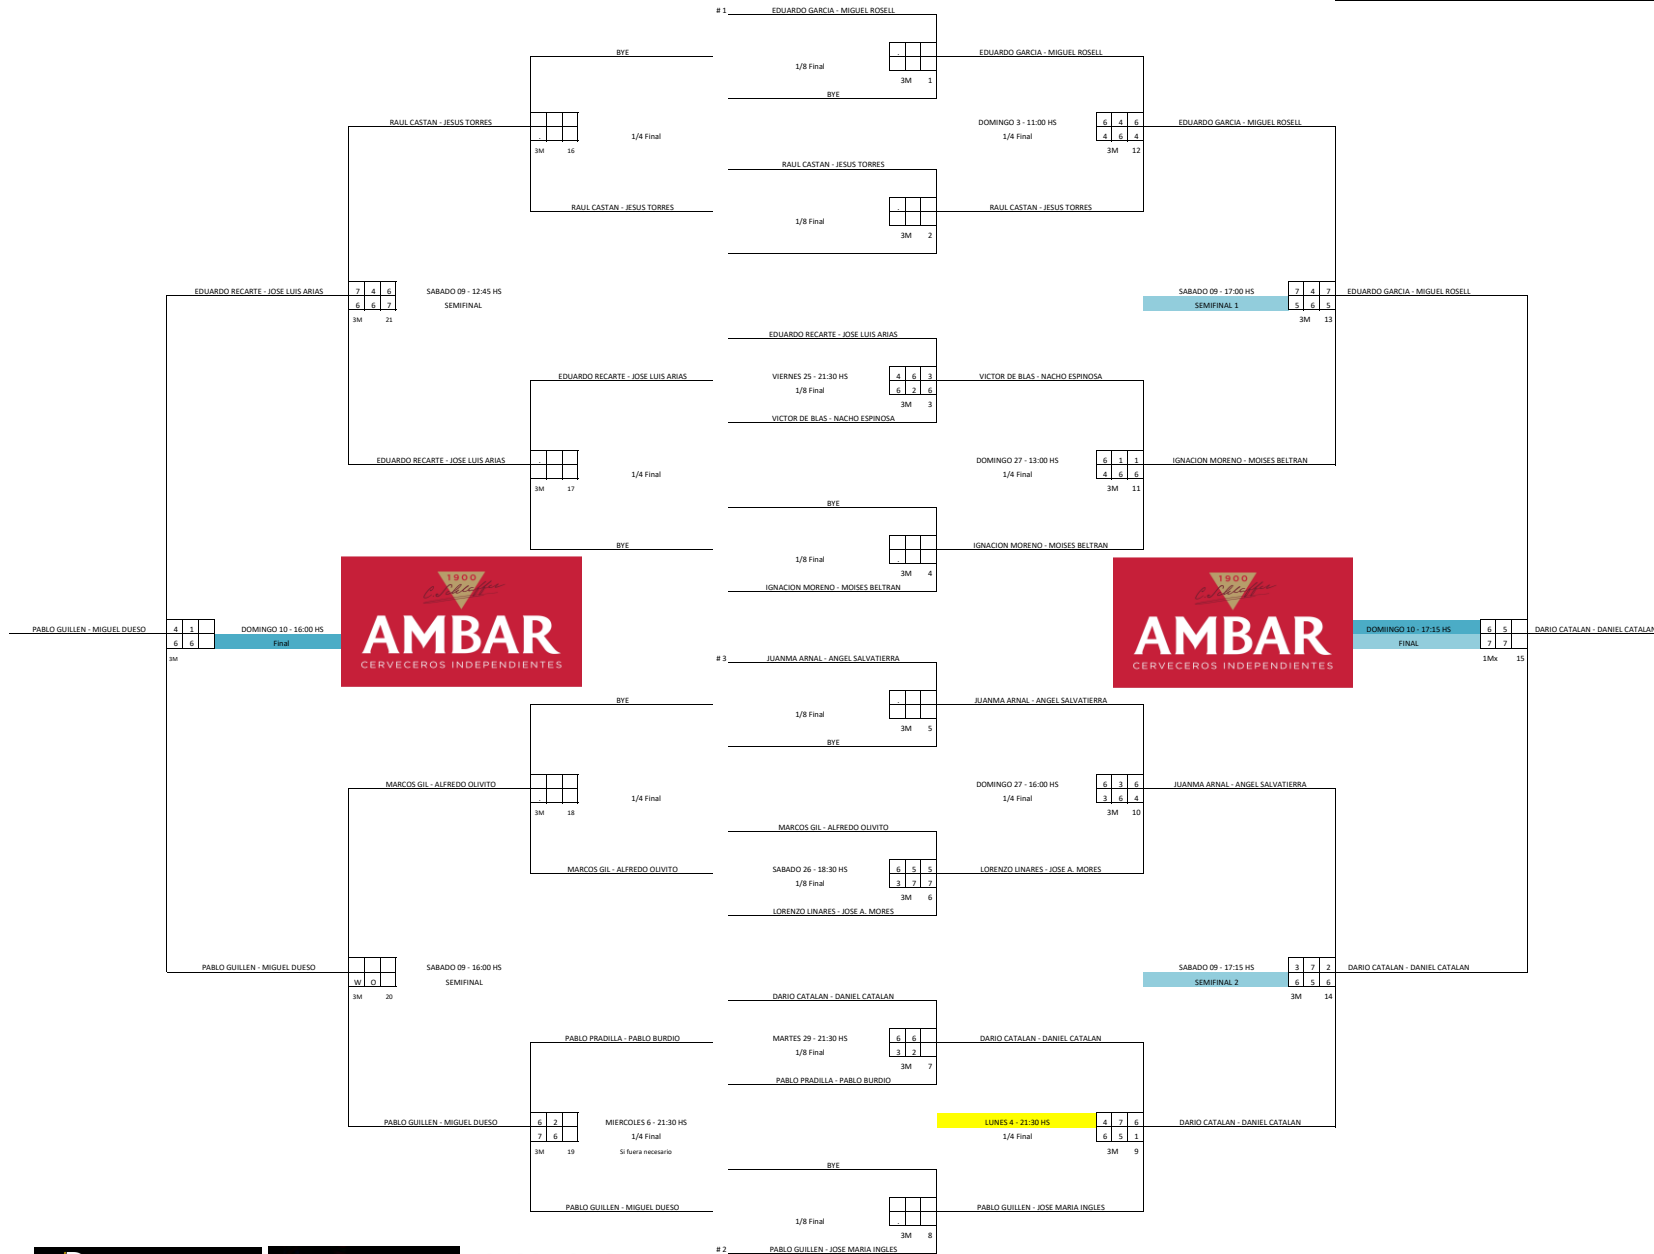 # 1 EDUARDO GARCIA - MIGUEL ROSELL
BYE
EDUARDO GARCIA - MIGUEL ROSELL
.
1/8 Final
3M 1
BYE
RAUL CASTAN - JESUS TORRES
DOMINGO 3 - 11:00 HS
6 4 6
EDUARDO GARCIA - MIGUEL ROSELL
.
1/4 Final
1/4 Final
4 6 4
3M 16
3M 12
RAUL CASTAN - JESUS TORRES
RAUL CASTAN - JESUS TORRES
.
RAUL CASTAN - JESUS TORRES
1/8 Final
3M 2
EDUARDO RECARTE - JOSE LUIS ARIAS
7 4 6
SABADO 09 - 12:45 HS
SABADO 09 - 17:00 HS
7 4 7
EDUARDO GARCIA - MIGUEL ROSELL
6 6 7
SEMIFINAL
SEMIFINAL 1
5 6 5
3M 21
3M 13
EDUARDO RECARTE - JOSE LUIS ARIAS
EDUARDO RECARTE - JOSE LUIS ARIAS
VIERNES 25 - 21:30 HS
4 6 3
VICTOR DE BLAS - NACHO ESPINOSA
1/8 Final
6 2 6
3M 3
VICTOR DE BLAS - NACHO ESPINOSA
EDUARDO RECARTE - JOSE LUIS ARIAS
.
DOMINGO 27 - 13:00 HS
6 1 1
IGNACION MORENO - MOISES BELTRAN
1/4 Final
1/4 Final
4 6 6
3M 17
3M 11
BYE
BYE
IGNACION MORENO - MOISES BELTRAN
1/8 Final
.
3M 4
IGNACION MORENO - MOISES BELTRAN
1900
AMBAR
CERVECEROS INDEPENDIENTES
1900
AMBAR
CERVECEROS INDEPENDIENTES
PABLO GUILLEN - MIGUEL DUESO
4 1
DOMINGO 10 - 16:00 HS
DOMIINGO 10 - 17:15 HS
6 5
DARIO CATALAN - DANIEL CATALAN
6 6
Final
FINAL
7 7
3M
1Mx 15
# 3 JUANMA ARNAL - ANGEL SALVATIERRA
BYE
.
JUANMA ARNAL - ANGEL SALVATIERRA
1/8 Final
3M 5
BYE
MARCOS GIL - ALFREDO OLIVITO
DOMINGO 27 - 16:00 HS
6 3 6
JUANMA ARNAL - ANGEL SALVATIERRA
.
1/4 Final
1/4 Final
3 6 4
3M 18
3M 10
MARCOS GIL - ALFREDO OLIVITO
MARCOS GIL - ALFREDO OLIVITO
SABADO 26 - 18:30 HS
6 5 5
LORENZO LINARES - JOSE A. MORES
1/8 Final
3 7 7
3M 6
LORENZO LINARES - JOSE A. MORES
PABLO GUILLEN - MIGUEL DUESO
SABADO 09 - 16:00 HS
SABADO 09 - 17:15 HS
3 7 2
DARIO CATALAN - DANIEL CATALAN
W O
SEMIFINAL
SEMIFINAL 2
6 5 6
3M 20
3M 14
DARIO CATALAN - DANIEL CATALAN
PABLO PRADILLA - PABLO BURDIO
MARTES 29 - 21:30 HS
6 6
DARIO CATALAN - DANIEL CATALAN
1/8 Final
3 2
3M 7
PABLO PRADILLA - PABLO BURDIO
PABLO GUILLEN - MIGUEL DUESO
6 2
MIERCOLES 6 - 21:30 HS
LUNES 4 - 21:30 HS
4 7 6
DARIO CATALAN - DANIEL CATALAN
7 6
1/4 Final
1/4 Final
6 5 1
3M 19
Si fuera necesario
3M 9
BYE
PABLO GUILLEN - MIGUEL DUESO
PABLO GUILLEN - JOSE MARIA INGLES
1/8 Final
.
3M 8
# 2 PABLO GUILLEN - JOSE MARIA INGLES